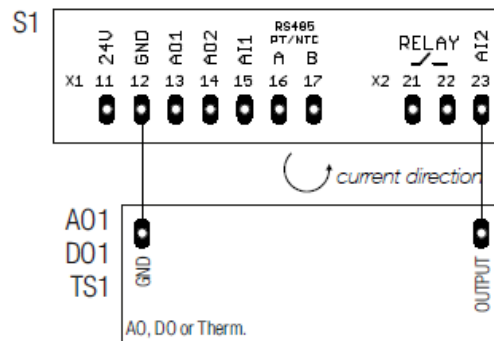 S1
24V GND AO1 AO2 AI1 RS485 PT/NTC A B RELAY AI2
X1 11 12 13 14 15 16 17 X2 21 22 23
current direction
AO1
DO1
TS1
GND OUTPUT
AO, DO or Therm.